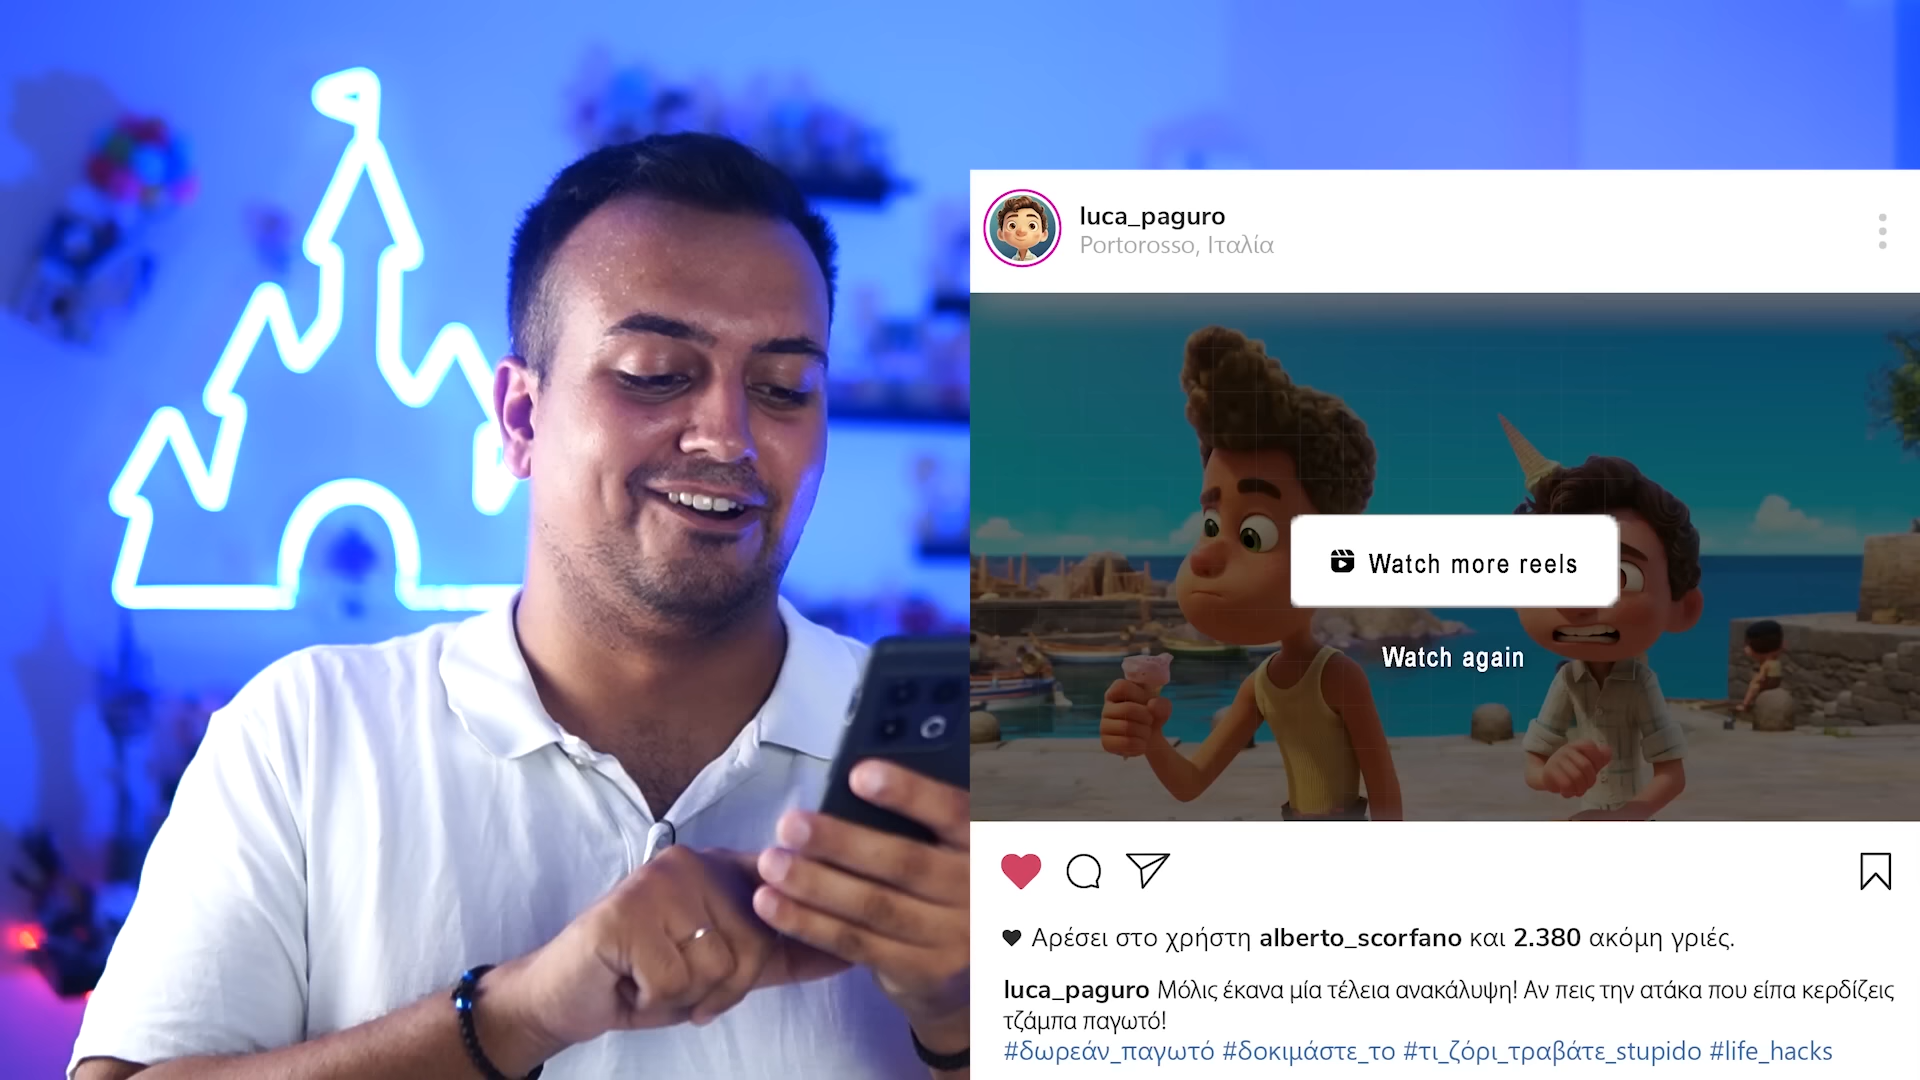 luca_paguro
Portorosso, Ιταλία
Watch more reels
Watch again
Αρέσει στο χρήστη alberto_scorfano και 2.380 ακόμη γριές.
luca_paguro Μόλις έκανα μία τέλεια ανακάλυψη! Αν πεις την ατάκα που είπα κερδίζεις
τζάμπα παγωτό!
#δωρεάν_παγωτό #δοκιμάστε_το #τι_ζόρι_τραβάτε_stupido #life_hacks